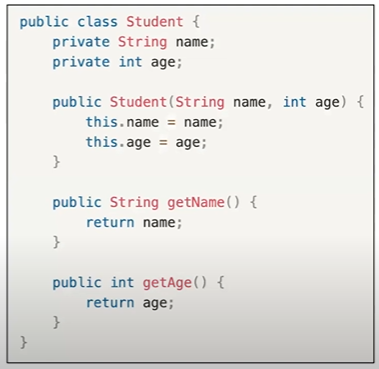 public class Student {
    private String name;
    private int age;

    public Student(String name, int age) {
        this.name = name;
        this.age = age;
    }

    public String getName() {
        return name;
    }

    public int getAge() {
        return age;
    }
}